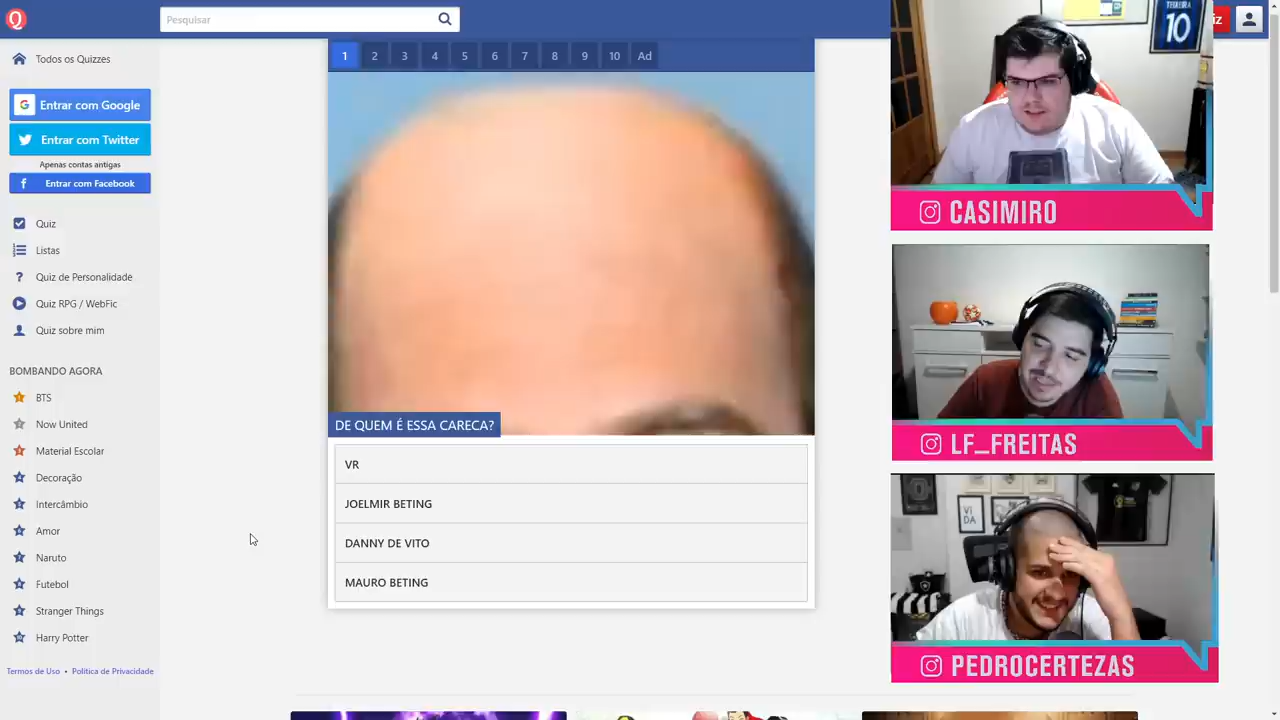 Q
Pesquisar
iz
Todos os Quizzes
Entrar com Google
Entrar com Twitter
Apenas contas antigas
f Entrar com Facebook
Quiz
Listas
? Quiz de Personalidade
Quiz RPG / WebFic
Quiz sobre mim
BOMBANDO AGORA
BTS
Now United
Material Escolar
Decoração
Intercâmbio
Amor
Naruto
Futebol
Stranger Things
Harry Potter
Termos de Uso • Política de Privacidade
1 2 3 4 5 6 7 8 9 10 Ad
DE QUEM É ESSA CARECA?
VR
JOELMIR BETING
DANNY DE VITO
MAURO BETING
TEIXEIRA
10
CASIMIRO
LF_FREITAS
VI
DA
PEDROCERTEZAS